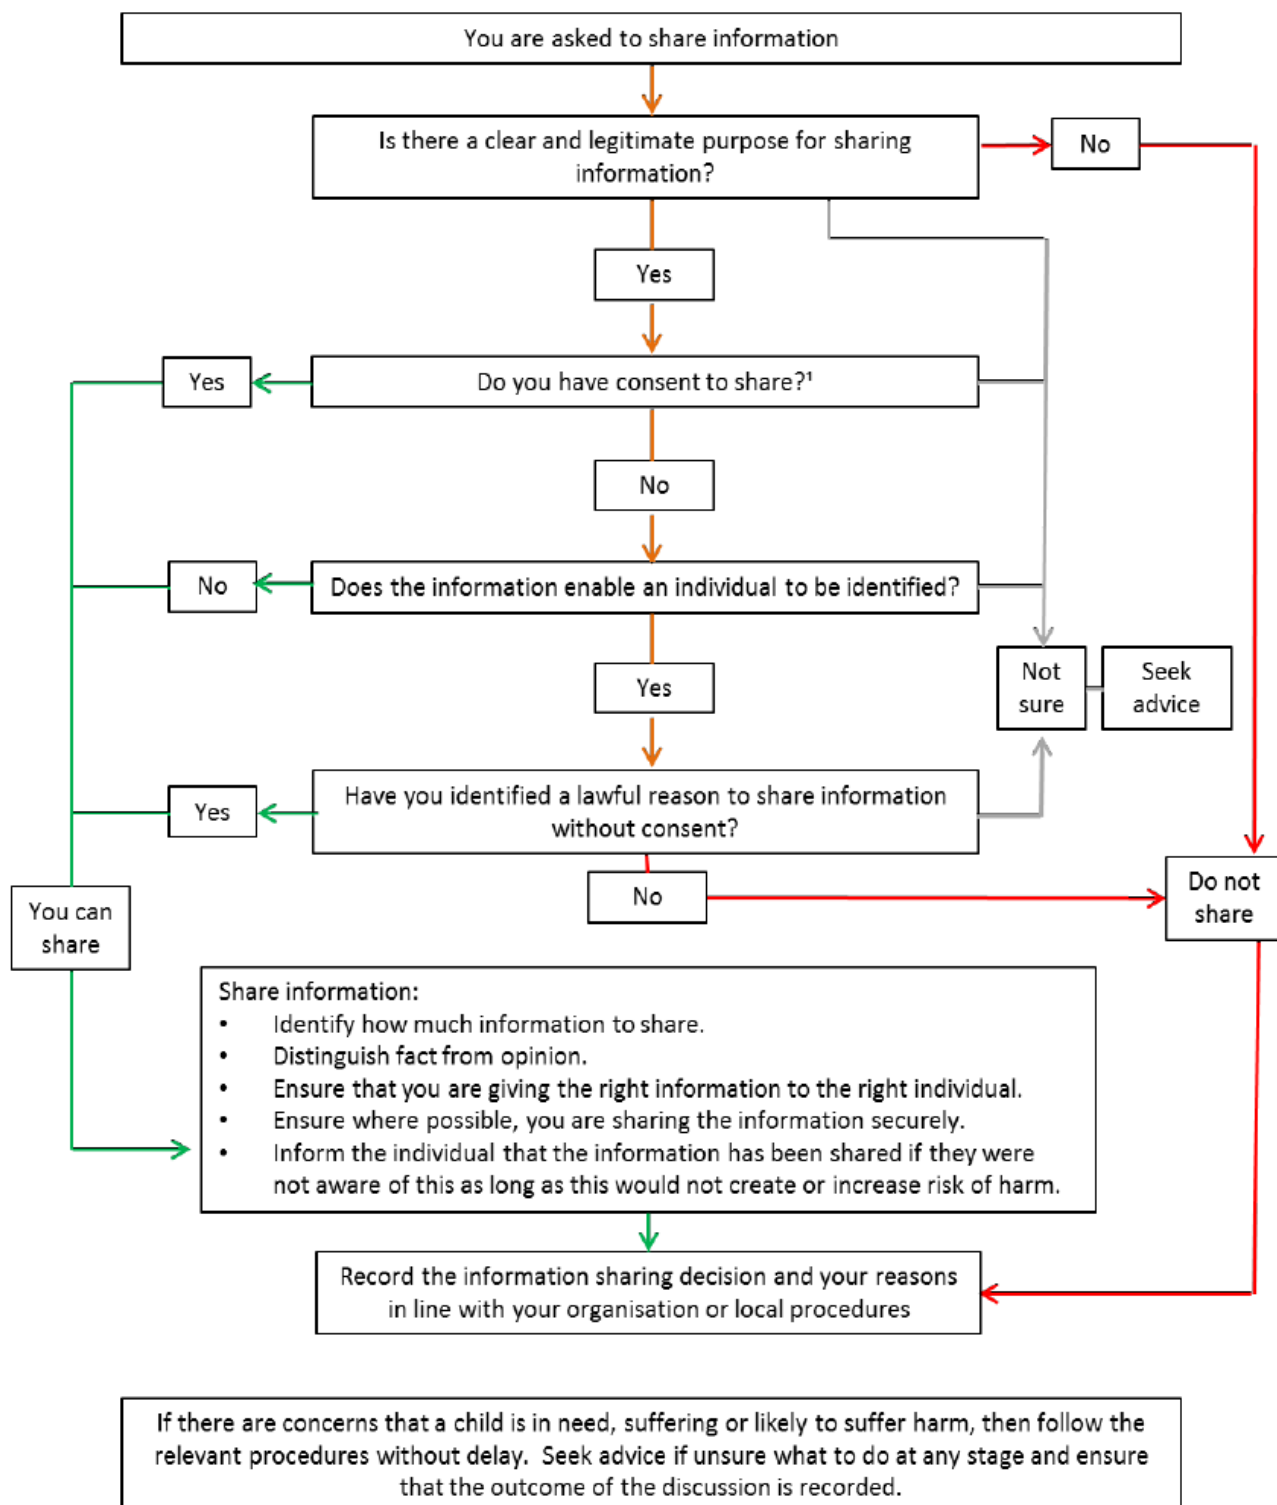 You are asked to share information
Is there a clear and legitimate purpose for sharing
information?
No
Yes
Yes
Do you have consent to share?¹
No
No
Does the information enable an individual to be identified?
Yes
Not
sure
Seek
advice
Yes
Have you identified a lawful reason to share information
without consent?
No
Do not
share
You can
share
Share information:
• Identify how much information to share.
• Distinguish fact from opinion.
• Ensure that you are giving the right information to the right individual.
• Ensure where possible, you are sharing the information securely.
• Inform the individual that the information has been shared if they were
not aware of this as long as this would not create or increase risk of harm.
Record the information sharing decision and your reasons
in line with your organisation or local procedures
If there are concerns that a child is in need, suffering or likely to suffer harm, then follow the
relevant procedures without delay. Seek advice if unsure what to do at any stage and ensure
that the outcome of the discussion is recorded.